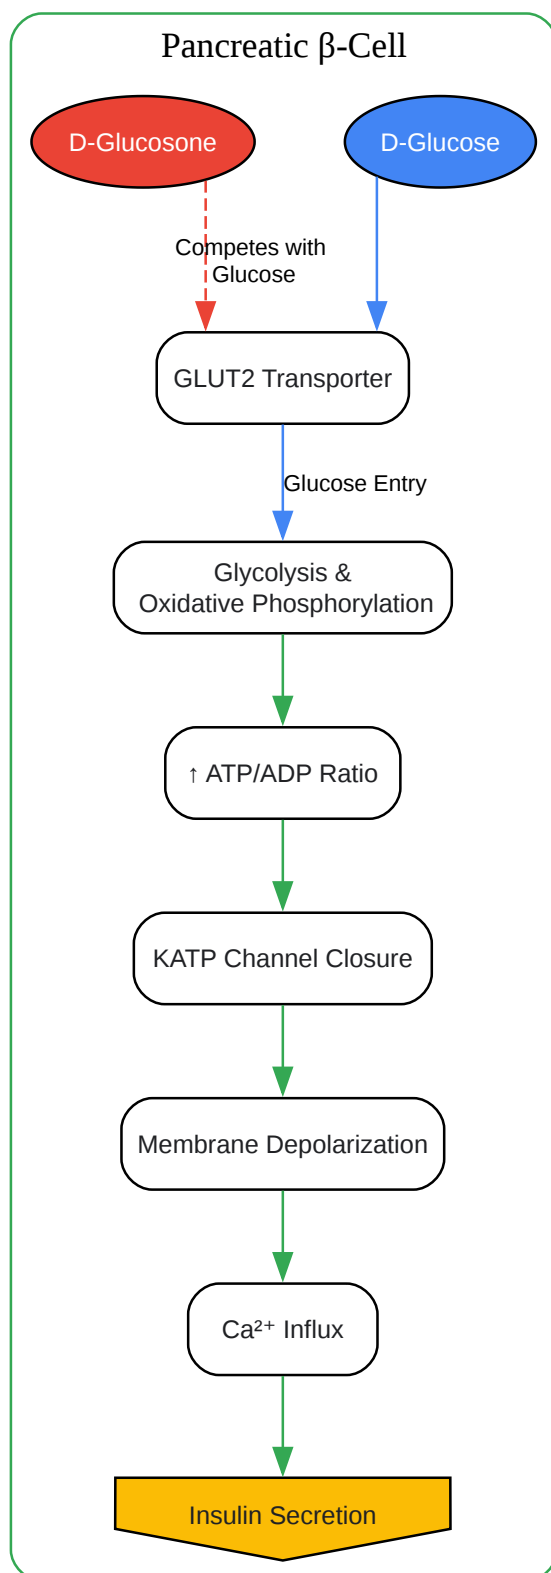 Pancreatic β-Cell
D-Glucosone
D-Glucose
Competes with
Glucose
GLUT2 Transporter
Glucose Entry
Glycolysis &
Oxidative Phosphorylation
↑ ATP/ADP Ratio
KATP Channel Closure
Membrane Depolarization
Ca²⁺ Influx
Insulin Secretion